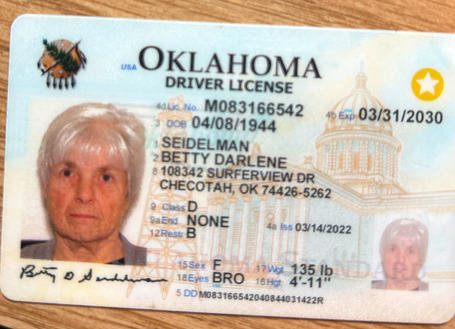 USA OKLAHOMA
DRIVER LICENSE
4d Lic. No. M083166542 4b Exp 03/31/2030
3 DOB 04/08/1944
1 SEIDELMAN
2 BETTY DARLENE
8 108342 SURFERVIEW DR
CHECOTAH, OK 74426-5262
9 Class D
9a End NONE 4a Iss 03/14/2022
12 Restr B
15 Sex F 17 Wgt 135 lb
18 Eyes BRO 16 Hgt 4'-11"
Betty D Seidelman
5 DD M083166542040844031422R